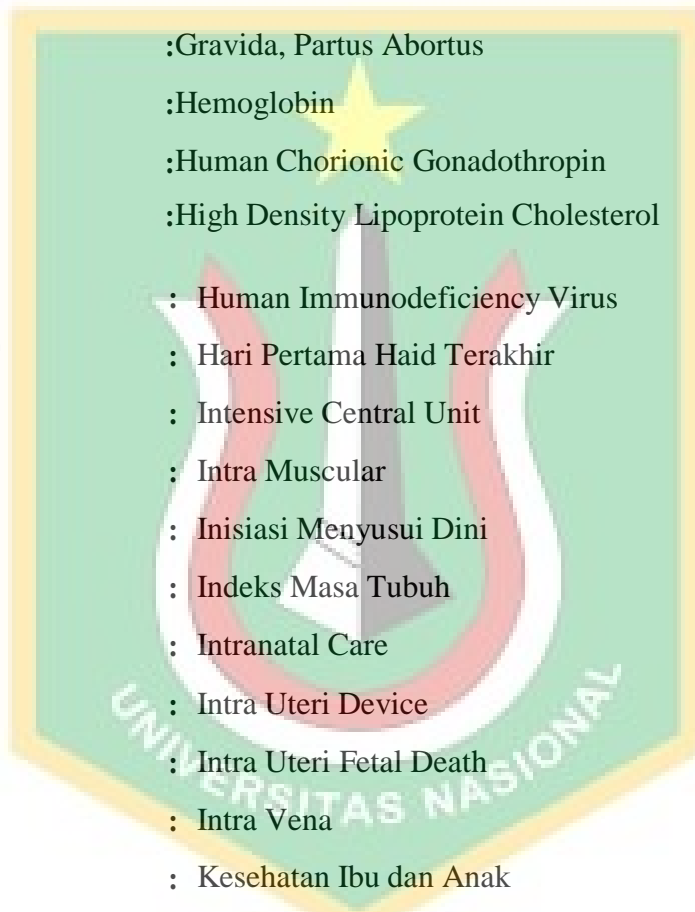 :Gravida, Partus Abortus
:Hemoglobin
:Human Chorionic Gonadothropin
:High Density Lipoprotein Cholesterol
: Human Immunodeficiency Virus
: Hari Pertama Haid Terakhir
: Intensive Central Unit
: Intra Muscular
: Inisiasi Menyusui Dini
: Indeks Masa Tubuh
: Intranatal Care
: Intra Uteri Device
: Intra Uteri Fetal Death
: Intra Vena
: Kesehatan Ibu dan Anak
UNIVERSITAS NASIONAL